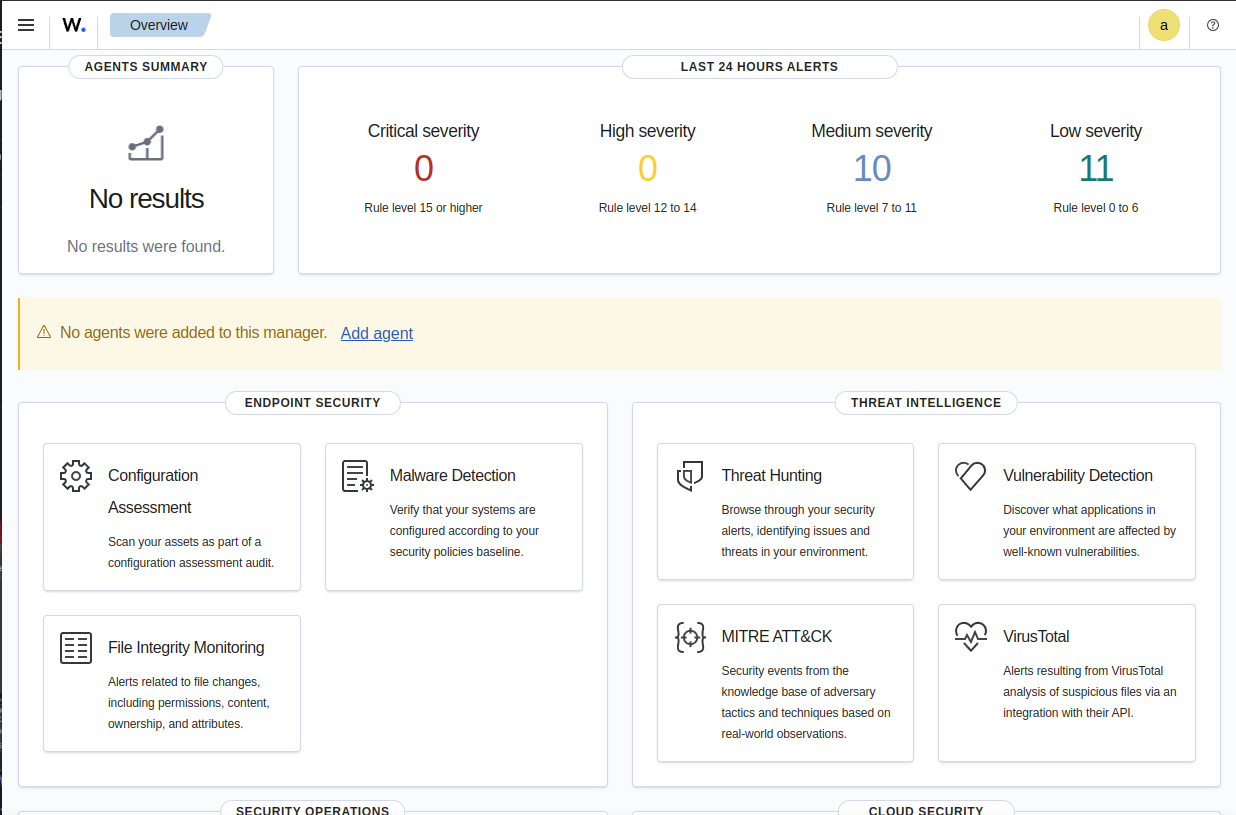 W.
Overview
a
AGENTS SUMMARY
No results
No results were found.
LAST 24 HOURS ALERTS
Critical severity
0
Rule level 15 or higher
High severity
0
Rule level 12 to 14
Medium severity
10
Rule level 7 to 11
Low severity
11
Rule level 0 to 6
No agents were added to this manager. Add agent
ENDPOINT SECURITY
Configuration
Assessment
Scan your assets as part of a
configuration assessment audit.
Malware Detection
Verify that your systems are
configured according to your
security policies baseline.
File Integrity Monitoring
Alerts related to file changes,
including permissions, content,
ownership, and attributes.
THREAT INTELLIGENCE
Threat Hunting
Browse through your security
alerts, identifying issues and
threats in your environment.
Vulnerability Detection
Discover what applications in
your environment are affected by
well-known vulnerabilities.
MITRE ATT&CK
Security events from the
knowledge base of adversary
tactics and techniques based on
real-world observations.
VirusTotal
Alerts resulting from VirusTotal
analysis of suspicious files via an
integration with their API.
SECURITY OPERATIONS
CLOUD SECURITY